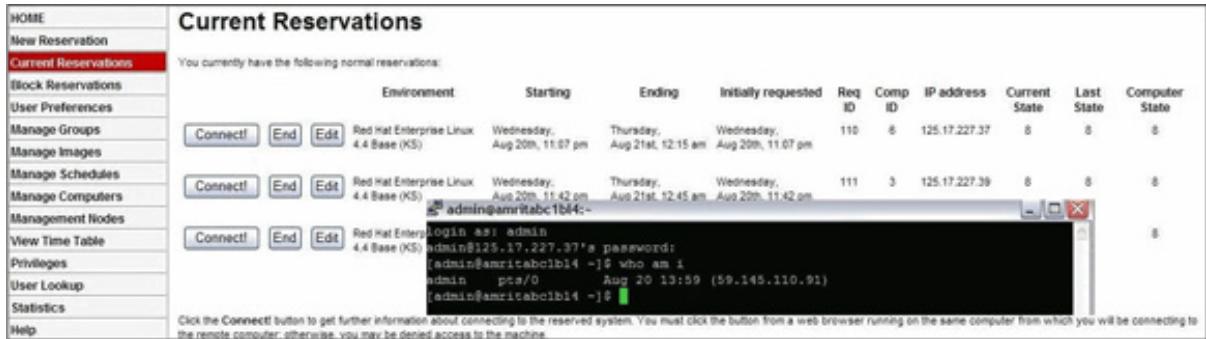 HOME
New Reservation
Current Reservations
Block Reservations
User Preferences
Manage Groups
Manage Images
Manage Schedules
Manage Computers
Management Nodes
View Time Table
Privileges
User Lookup
Statistics
Help
Current Reservations
You currently have the following normal reservations:
Environment Starting Ending Initially requested Req ID Comp ID IP address Current State Last State Computer State
Connect! End Edit Red Hat Enterprise Linux Wednesday, Thursday, Wednesday, 110 6 125.17.227.37 8 8 8
4.4 Base (KS) Aug 20th, 11:07 pm Aug 21st, 12:15 am Aug 20th, 11:07 pm
Connect! End Edit Red Hat Enterprise Linux Wednesday, Thursday, Wednesday, 111 3 125.17.227.39 8 8 8
4.4 Base (KS) Aug 20th, 11:42 pm Aug 21st, 12:45 am Aug 20th, 11:42 pm
Connect! End Edit Red Hat Enterp 8
4.4 Base (KS)
admin@amritabc1bl4:~
login as: admin
admin@125.17.227.37's password:
[admin@amritabc1bl4 ~]$ who am i
admin pts/0 Aug 20 13:59 (59.145.110.91)
[admin@amritabc1bl4 ~]$
Click the Connect! button to get further information about connecting to the reserved system. You must click the button from a web browser running on the same computer from which you will be connecting to
the remote computer; otherwise, you may be denied access to the machine.